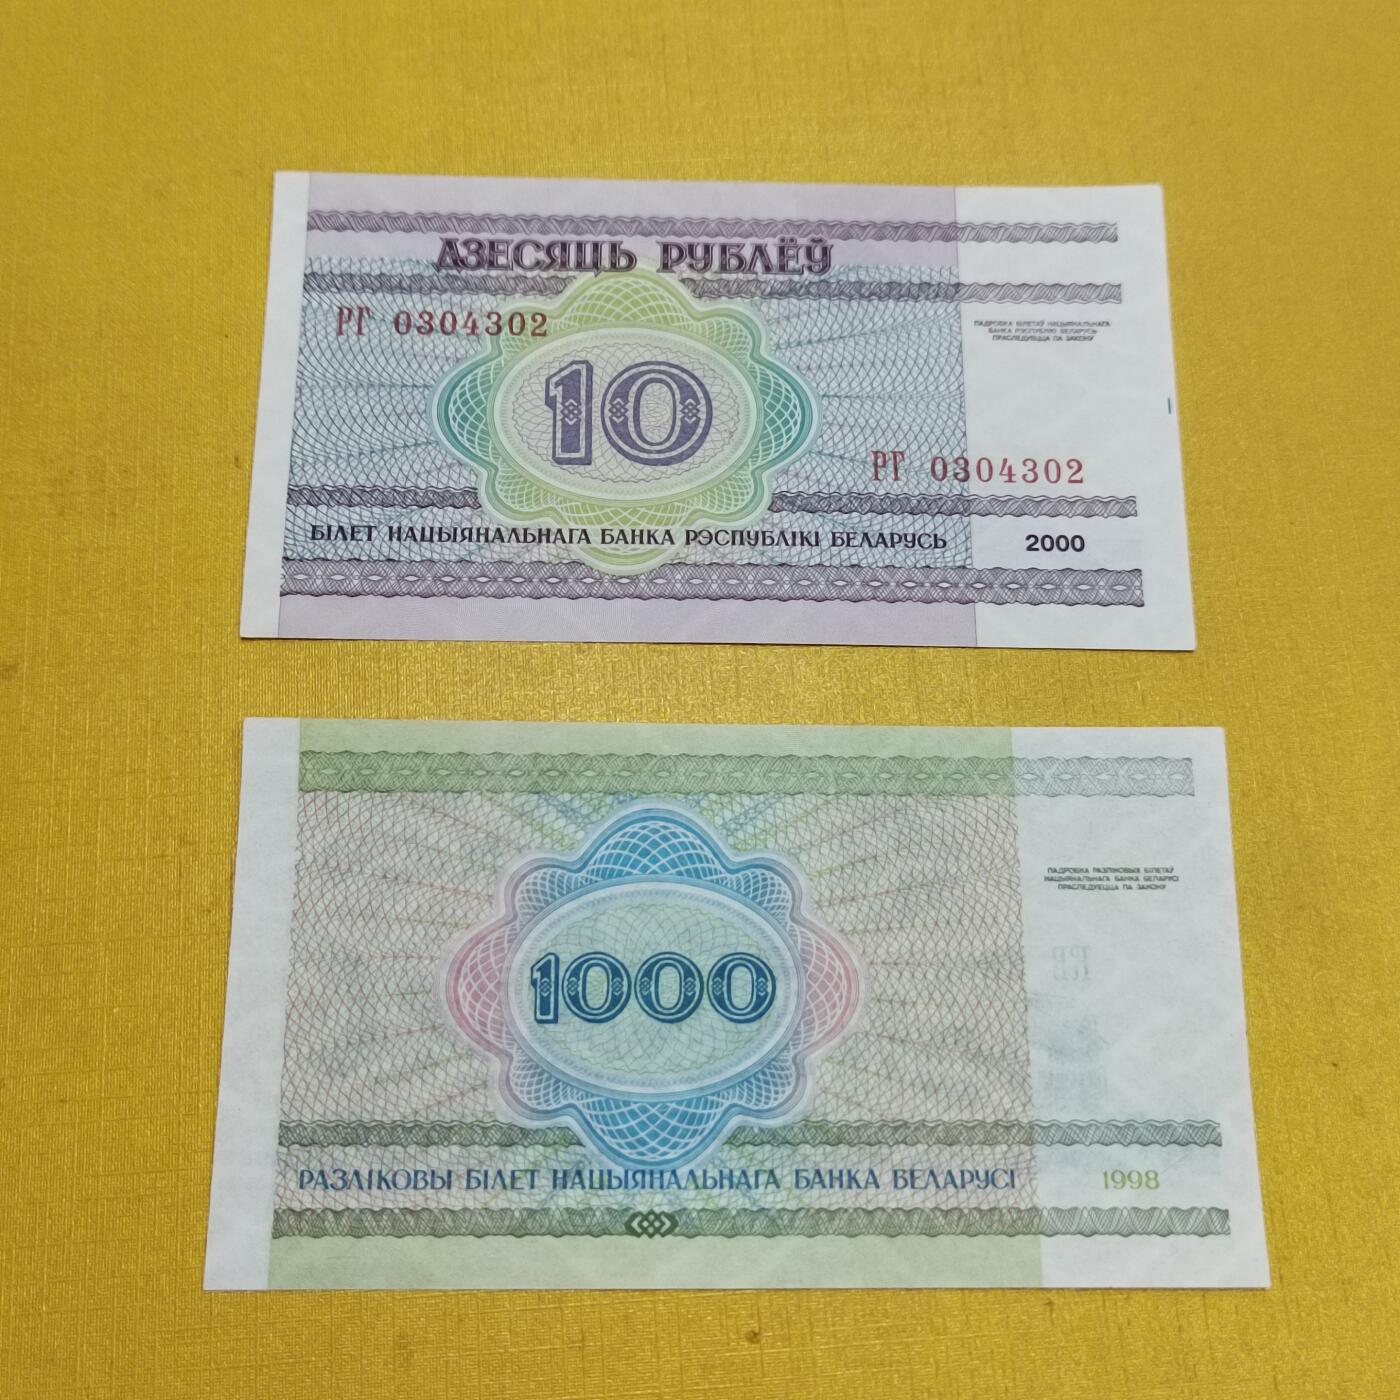 ДЗЕСЯЦЬ РУБЛЁЎ
РГ 0304302
ПАДРОБКА БІЛЕТАЎ НАЦЫЯНАЛЬНАГА
БАНКА РЭСПУБЛІКІ БЕЛАРУСЬ
ПРАСЛЕДУЕЦЦА ПА ЗАКОНУ
10
РГ 0304302
БІЛЕТ НАЦЫЯНАЛЬНАГА БАНКА РЭСПУБЛІКІ БЕЛАРУСЬ
2000
ПАДРОБКА РАЗЛІКОВЫХ БІЛЕТАЎ
НАЦЫЯНАЛЬНАГА БАНКА БЕЛАРУСІ
ПРАСЛЕДУЕЦЦА ПА ЗАКОНУ
1000
РАЗЛІКОВЫ БІЛЕТ НАЦЫЯНАЛЬНАГА БАНКА БЕЛАРУСІ
1998